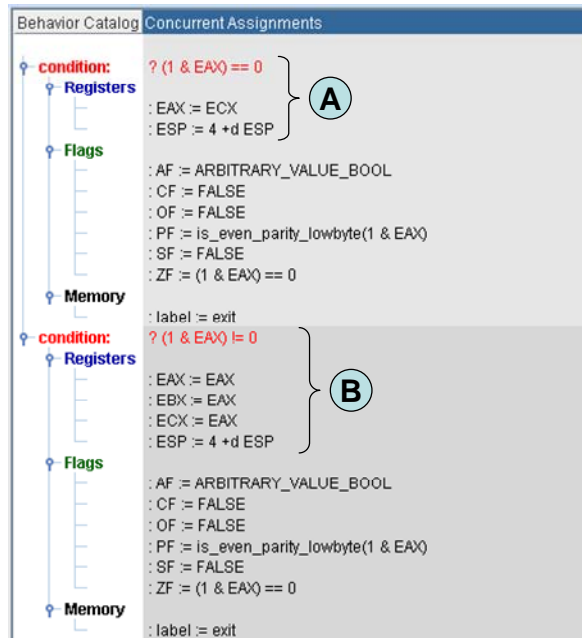 Behavior Catalog Concurrent Assignments
condition: ? (1 & EAX) == 0
Registers
: EAX := ECX
: ESP := 4 +d ESP
A
Flags
: AF := ARBITRARY_VALUE_BOOL
: CF := FALSE
: OF := FALSE
: PF := is_even_parity_lowbyte(1 & EAX)
: SF := FALSE
: ZF := (1 & EAX) == 0
Memory
: label := exit
condition: ? (1 & EAX) != 0
Registers
: EAX := EAX
: EBX := EAX
: ECX := EAX
: ESP := 4 +d ESP
B
Flags
: AF := ARBITRARY_VALUE_BOOL
: CF := FALSE
: OF := FALSE
: PF := is_even_parity_lowbyte(1 & EAX)
: SF := FALSE
: ZF := (1 & EAX) == 0
Memory
: label := exit